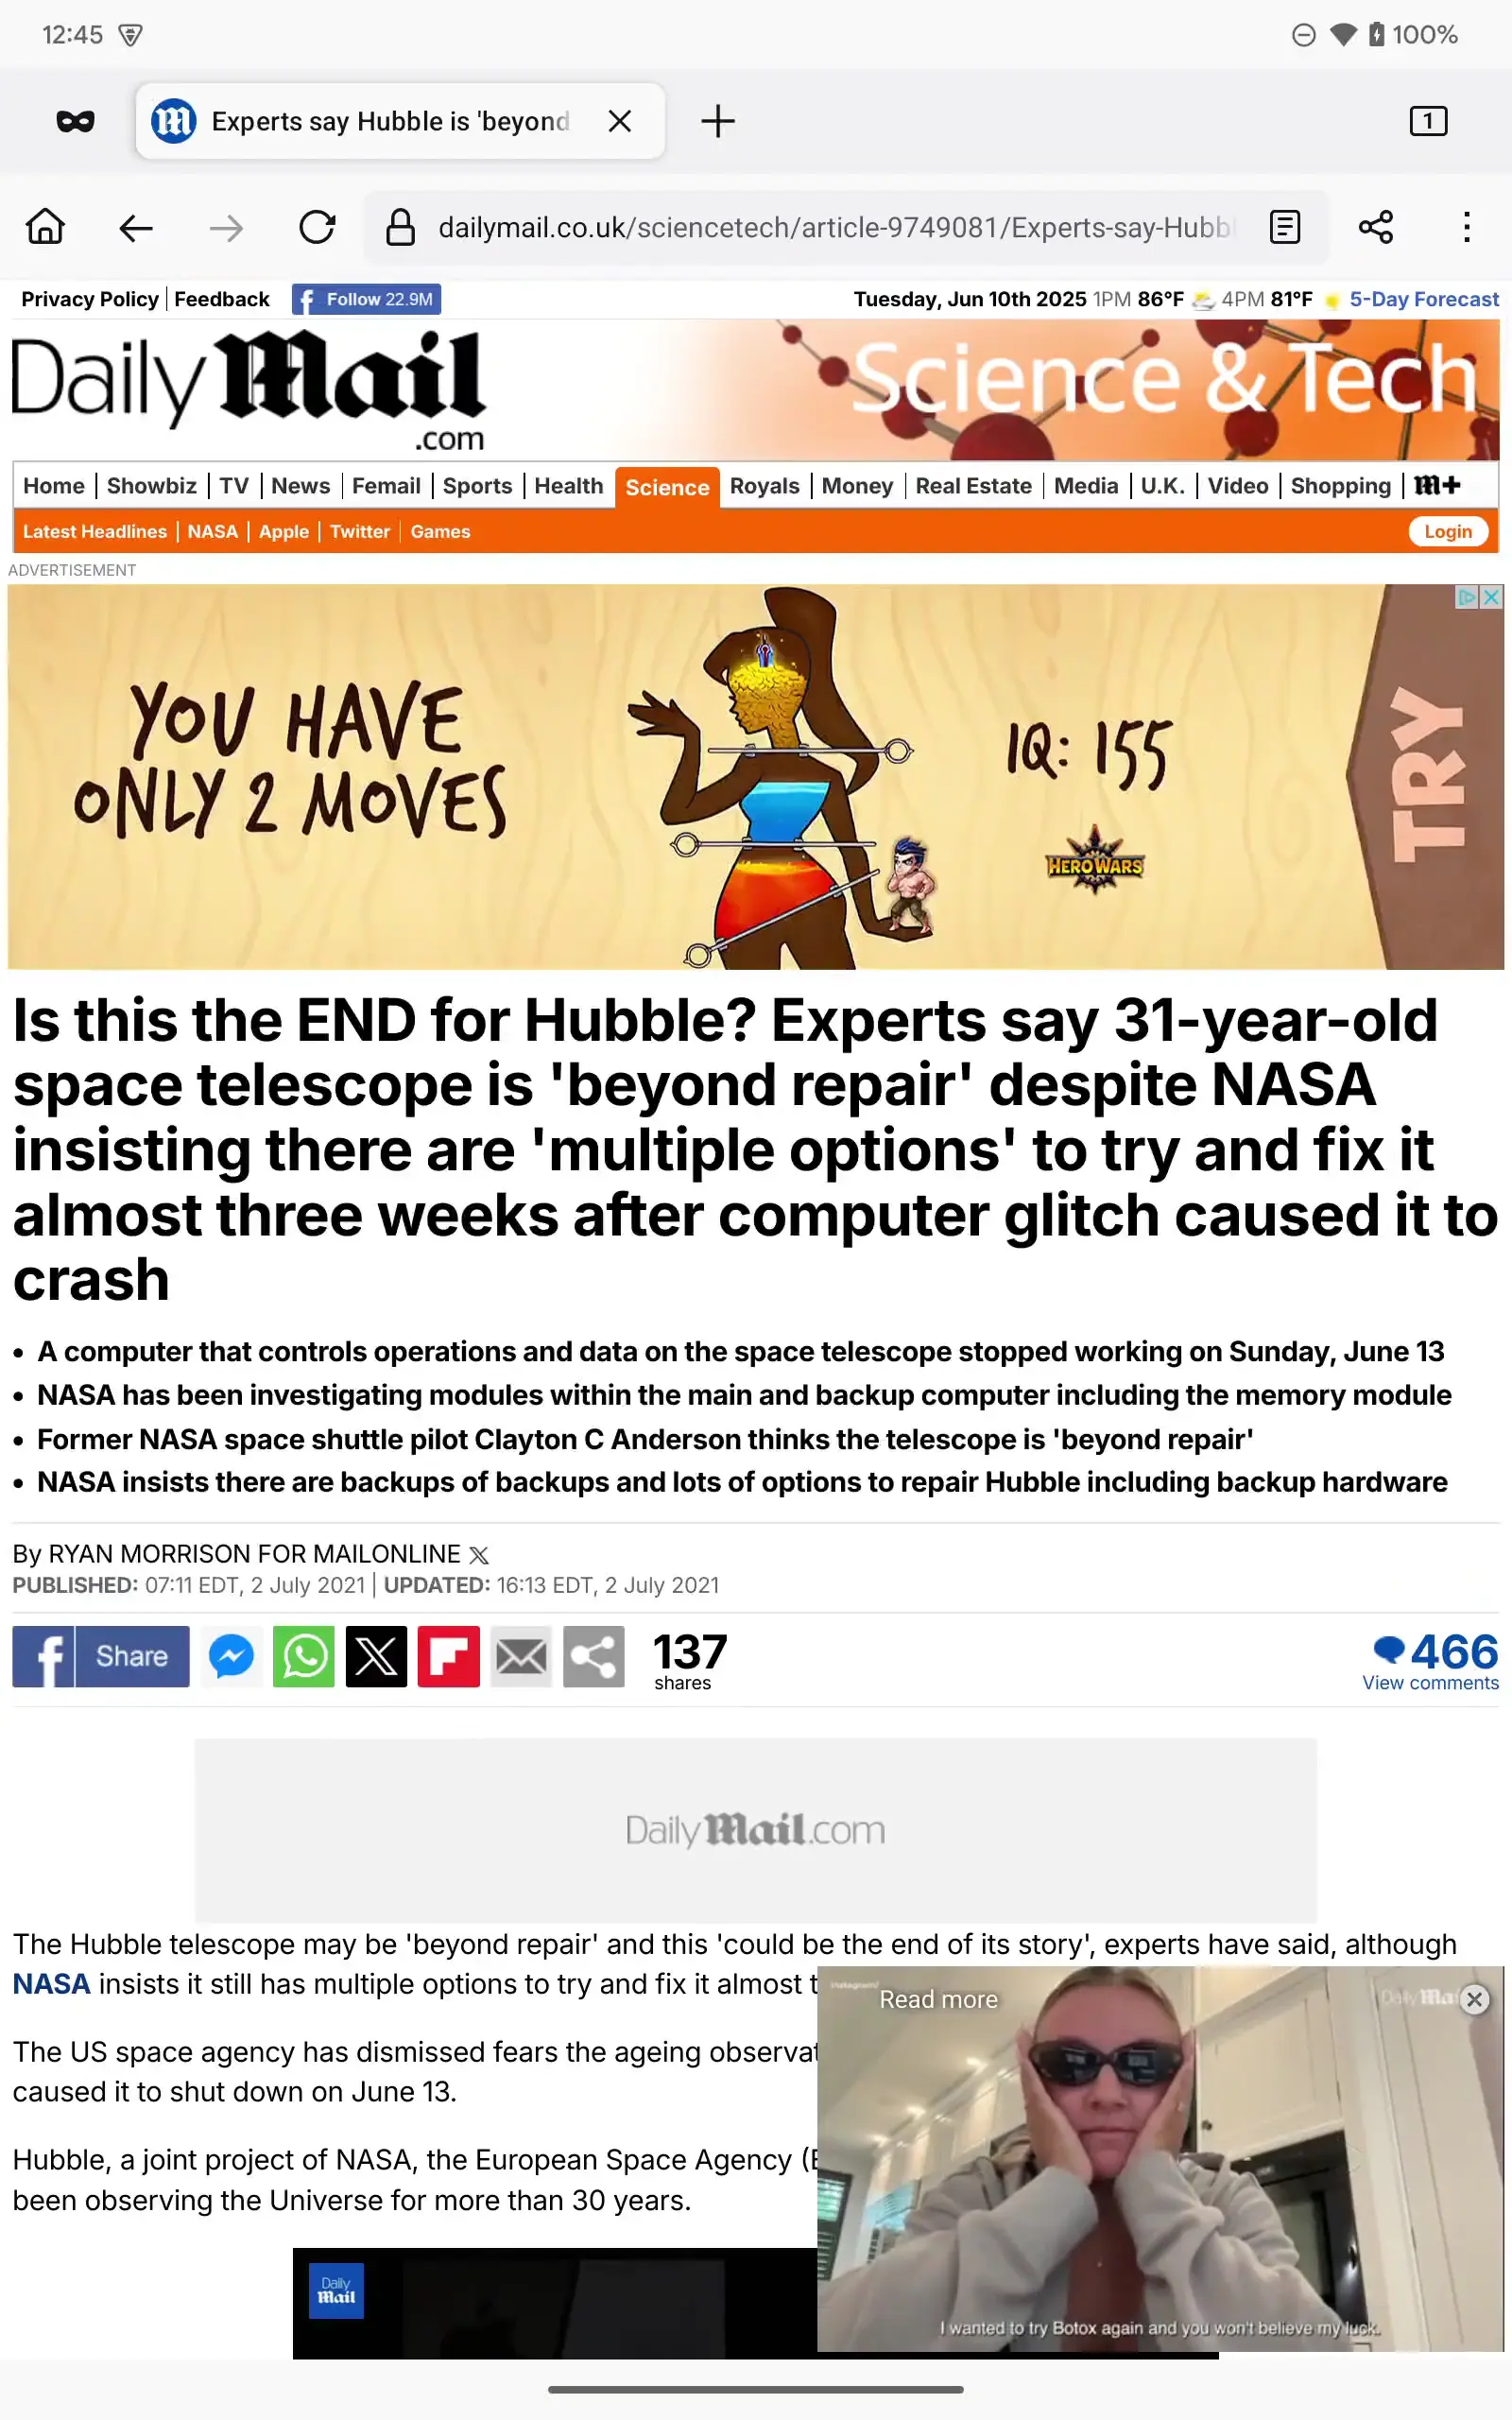 12:45
100%
Experts say Hubble is 'beyond
1
dailymail.co.uk/sciencetech/article-9749081/Experts-say-Hubbl
Privacy Policy Feedback Follow 22.9M Tuesday, Jun 10th 2025 1PM 86°F 4PM 81°F 5-Day Forecast
Daily Mail .com
Science & Tech
Home Showbiz TV News Femail Sports Health Science Royals Money Real Estate Media U.K. Video Shopping m+
Latest Headlines NASA Apple Twitter Games Login
ADVERTISEMENT
YOU HAVE
ONLY 2 MOVES
IQ: 155
HERO WARS
TRY
Is this the END for Hubble? Experts say 31-year-old
space telescope is 'beyond repair' despite NASA
insisting there are 'multiple options' to try and fix it
almost three weeks after computer glitch caused it to
crash
• A computer that controls operations and data on the space telescope stopped working on Sunday, June 13
• NASA has been investigating modules within the main and backup computer including the memory module
• Former NASA space shuttle pilot Clayton C Anderson thinks the telescope is 'beyond repair'
• NASA insists there are backups of backups and lots of options to repair Hubble including backup hardware
By RYAN MORRISON FOR MAILONLINE
PUBLISHED: 07:11 EDT, 2 July 2021 | UPDATED: 16:13 EDT, 2 July 2021
Share
137
shares
466
View comments
Daily Mail.com
The Hubble telescope may be 'beyond repair' and this 'could be the end of its story', experts have said, although
NASA insists it still has multiple options to try and fix it almost t
The US space agency has dismissed fears the ageing observat
caused it to shut down on June 13.
Hubble, a joint project of NASA, the European Space Agency (E
been observing the Universe for more than 30 years.
Read more
Daily Ma
I wanted to try Botox again and you won't believe my luck.
Daily
Mail